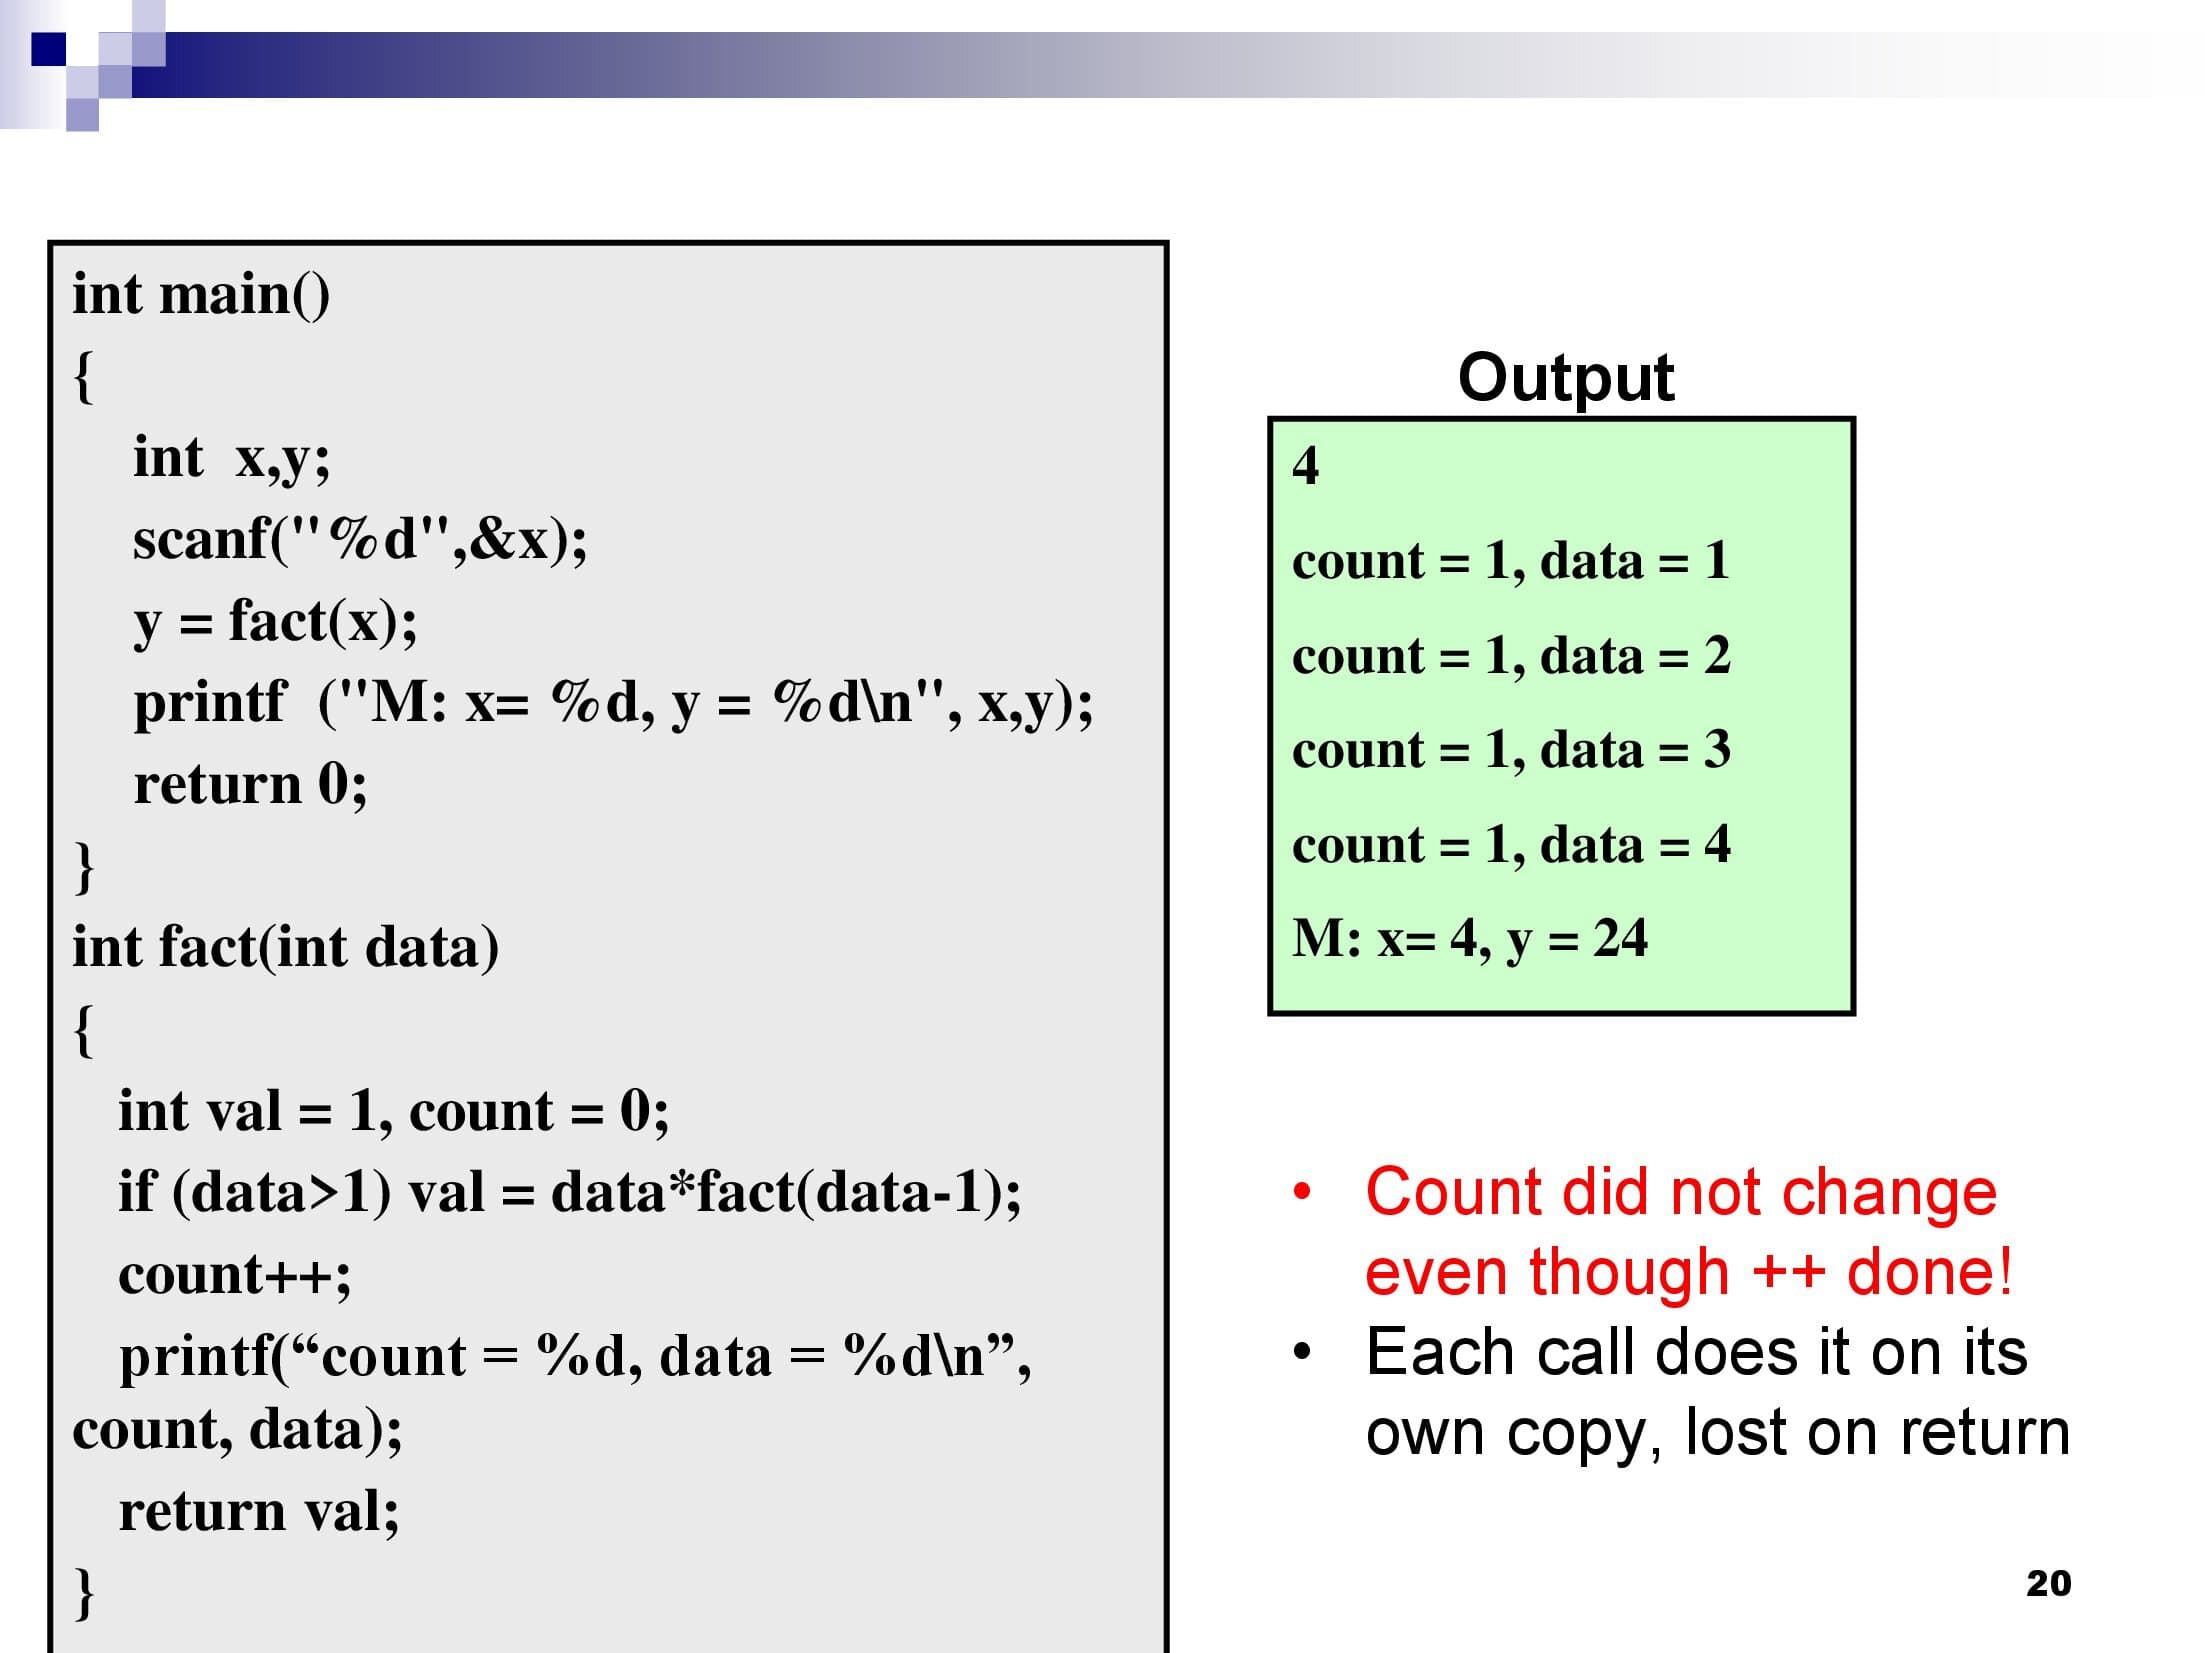 int main()
{
int  x,y;
scanf("%d",&x);
y = fact(x);
printf  ("M: x= %d, y = %d\n", x,y);
return 0;
}
int fact(int data)
{
int val = 1, count = 0;
if (data>1) val = data*fact(data-1);
count++;
printf(“count = %d, data = %d\n”,
count, data);
return val;
}
Output
4
count = 1, data = 1
count = 1, data = 2
count = 1, data = 3
count = 1, data = 4
M: x= 4, y = 24
• Count did not change
even though ++ done!
• Each call does it on its
own copy, lost on return
20